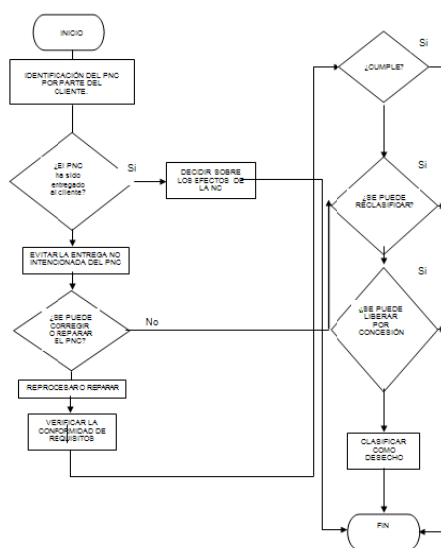 INICIO
IDENTIFICACIÓN DEL PNC
POR PARTE DEL
CLIENTE.
¿El PNC
ha sido
entregado
al cliente?
Si
DECIDIR SOBRE
LOS EFECTOS DE
LA NC
EVITAR LA ENTREGA NO
INTENCIONADA DEL PNC
¿SE PUEDE
CORREGIR
O REPARAR
EL PNC?
No
REPROCESAR O REPARAR
VERIFICAR LA
CONFORMIDAD DE
REQUISITOS
¿CUMPLE?
Si
¿SE PUEDE
RECLASIFICAR?
Si
¿SE PUEDE
LIBERAR
POR
CONCESIÓN
Si
CLASIFICAR
COMO
DESECHO
FIN